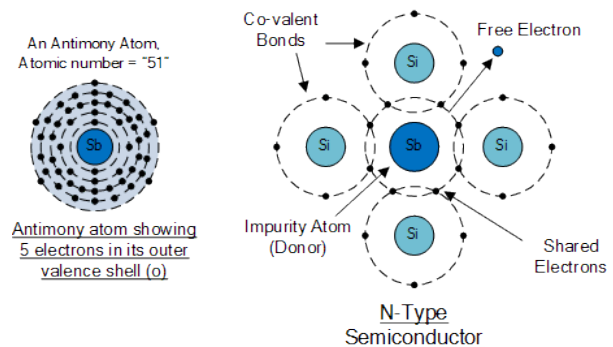 An Antimony Atom,
Atomic number = "51"
Sb
Antimony atom showing
5 electrons in its outer
valence shell (o)
Co-valent
Bonds
Free Electron
Si
Si
Sb
Si
Si
Impurity Atom
(Donor)
Shared
Electrons
N-Type
Semiconductor